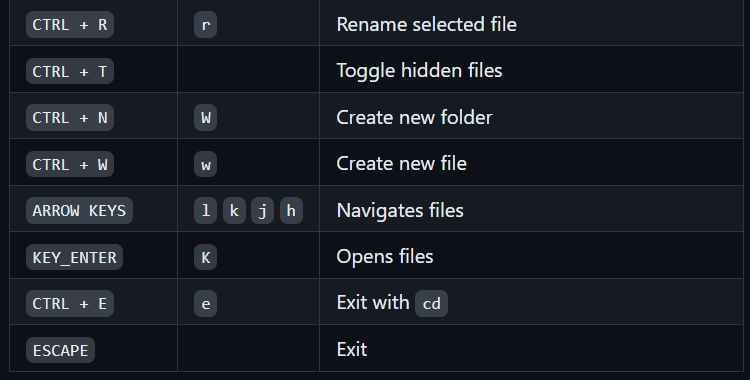 CTRL + R r Rename selected file
CTRL + T Toggle hidden files
CTRL + N W Create new folder
CTRL + W w Create new file
ARROW KEYS l k j h Navigates files
KEY_ENTER K Opens files
CTRL + E e Exit with cd
ESCAPE Exit